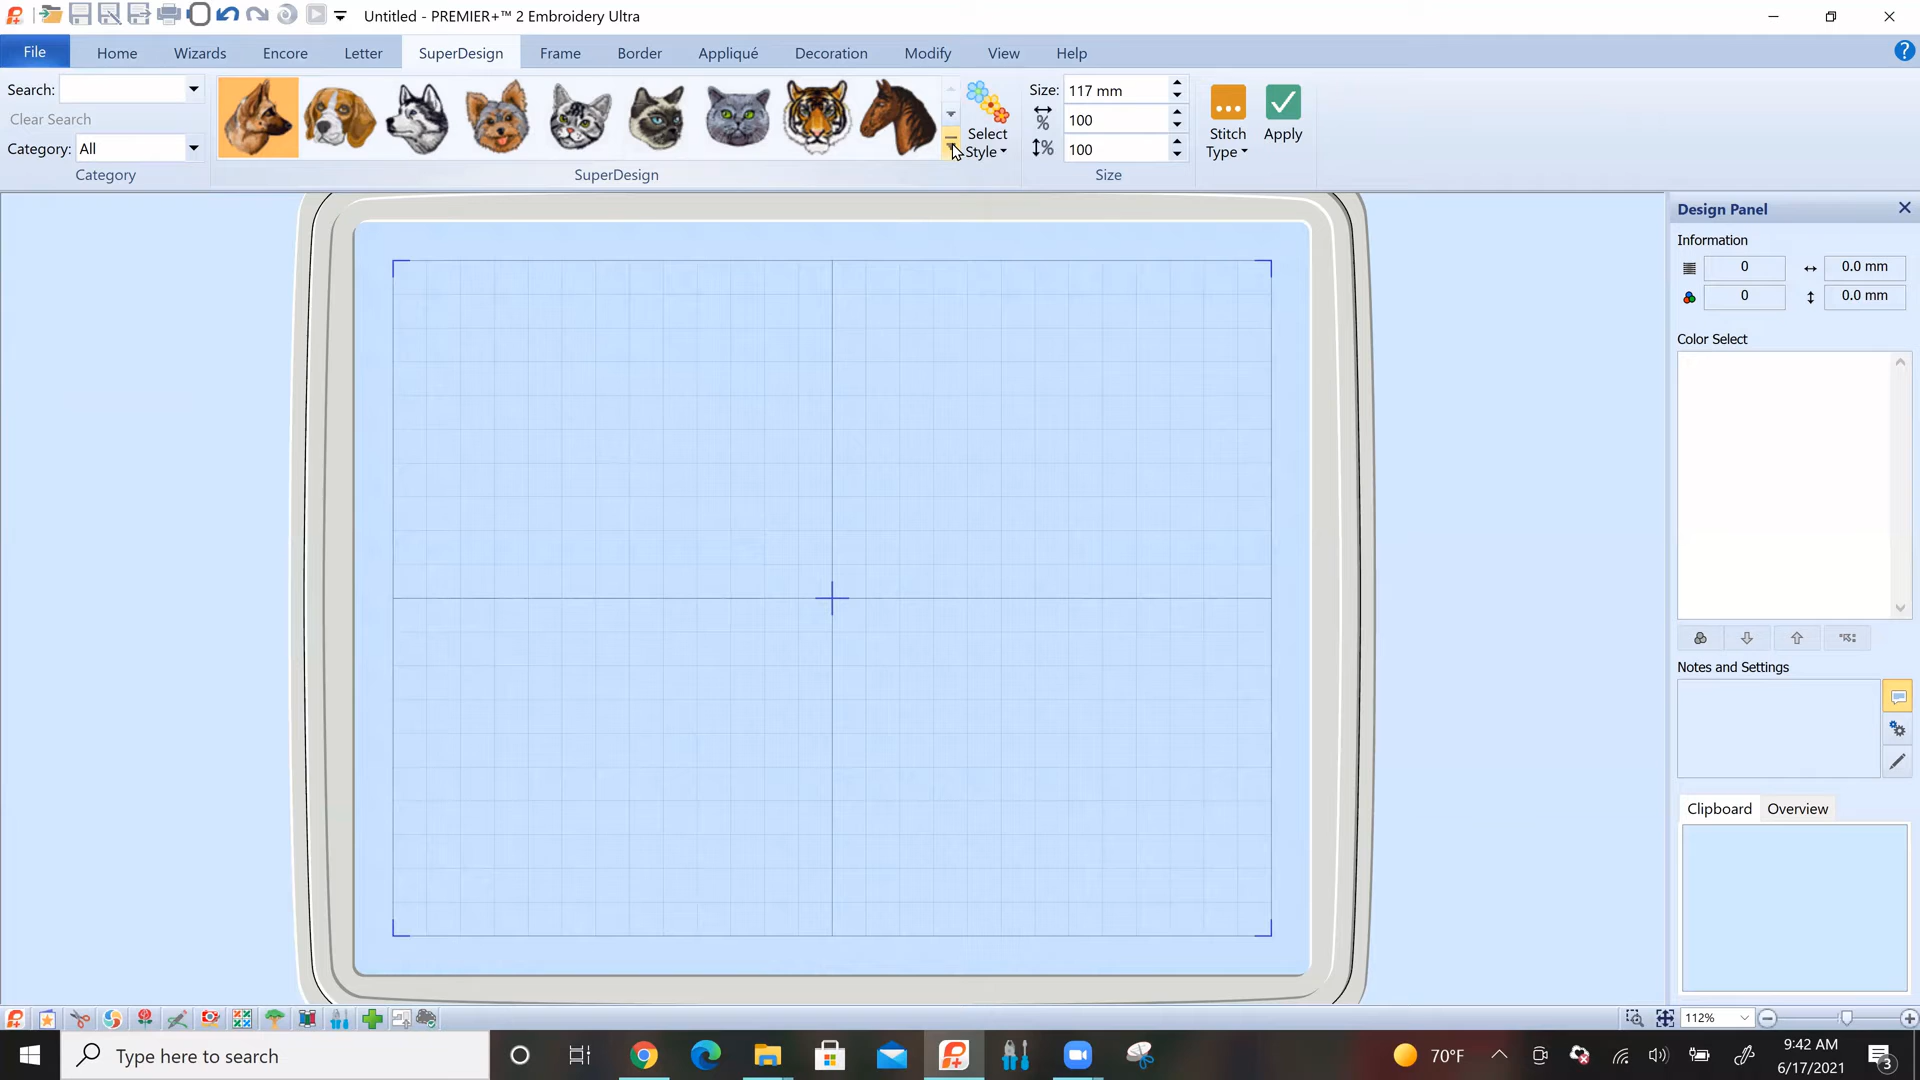 Untitled - PREMIER+™ 2 Embroidery Ultra
File
Home
Wizards
Encore
Letter
SuperDesign
Frame
Border
Appliqué
Decoration
Modify
View
Help
Search:
Clear Search
Category: All
Category
SuperDesign
Select
Style
Size: 117 mm
% 100
% 100
Size
Stitch
Type
Apply
Design Panel
Information
0
0.0 mm
0
0.0 mm
Color Select
Notes and Settings
Clipboard
Overview
112%
Type here to search
70°F
9:42 AM
6/17/2021
3